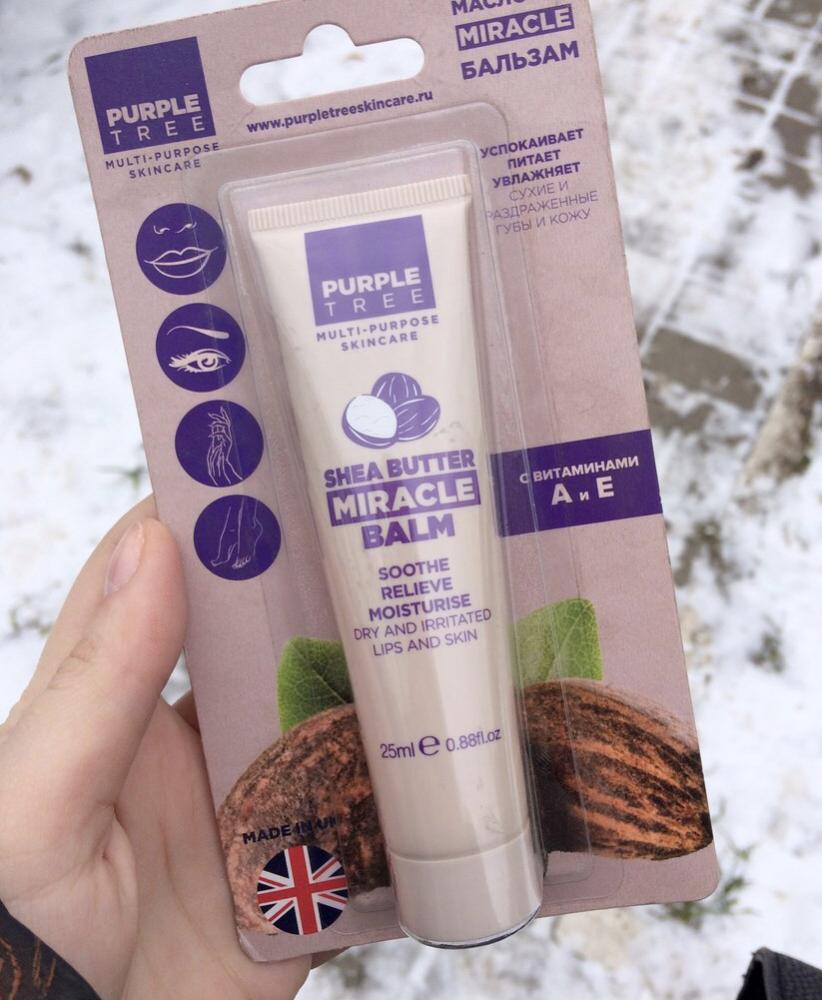 PURPLE
TREE
MULTI-PURPOSE
SKINCARE
www.purpletreeskincare.ru
МАСЛО
MIRACLE
БАЛЬЗАМ
УСПОКАИВАЕТ
ПИТАЕТ
УВЛАЖНЯЕТ
СУХИЕ И
РАЗДРАЖЕННЫЕ
ГУБЫ И КОЖУ
PURPLE
TREE
MULTI-PURPOSE
SKINCARE
SHEA BUTTER
MIRACLE
BALM
SOOTHE
RELIEVE
MOISTURISE
DRY AND IRRITATED
LIPS AND SKIN
25ml e 0.88fl.oz
С ВИТАМИНАМИ
А и Е
MADE IN UK